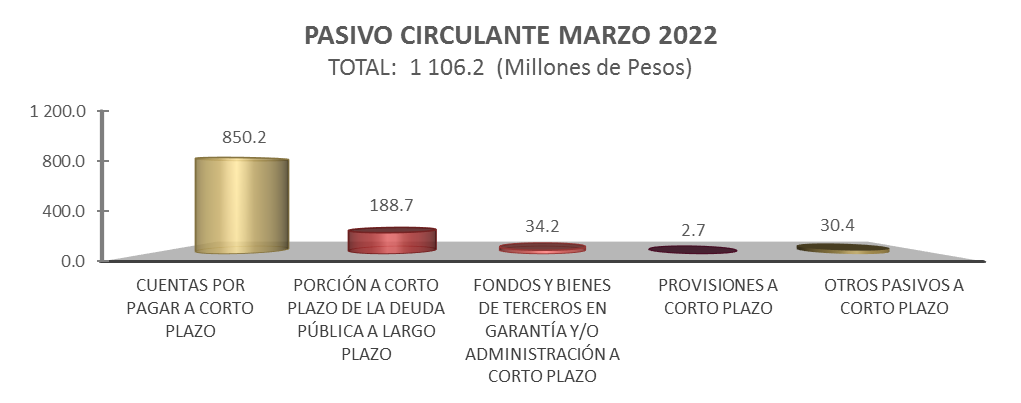 PASIVO CIRCULANTE MARZO 2022
TOTAL:  1 106.2  (Millones de Pesos)
1 200.0
800.0
400.0
0.0
850.2
188.7
34.2
2.7
30.4
CUENTAS POR
PAGAR A CORTO
PLAZO
PORCIÓN A CORTO
PLAZO DE LA DEUDA
PÚBLICA A LARGO
PLAZO
FONDOS Y BIENES
DE TERCEROS EN
GARANTÍA Y/O
ADMINISTRACIÓN A
CORTO PLAZO
PROVISIONES A
CORTO PLAZO
OTROS PASIVOS A
CORTO PLAZO